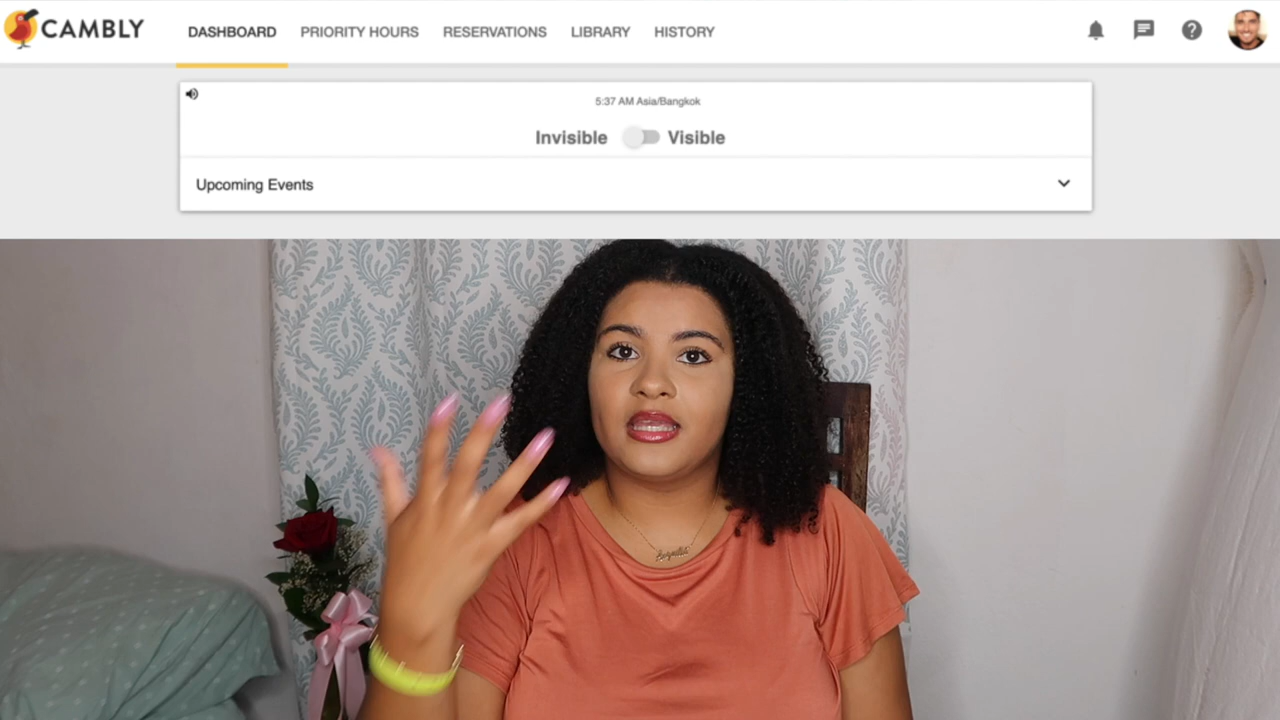 CAMBLY DASHBOARD PRIORITY HOURS RESERVATIONS LIBRARY HISTORY
5:37 AM Asia/Bangkok
Invisible Visible
Upcoming Events